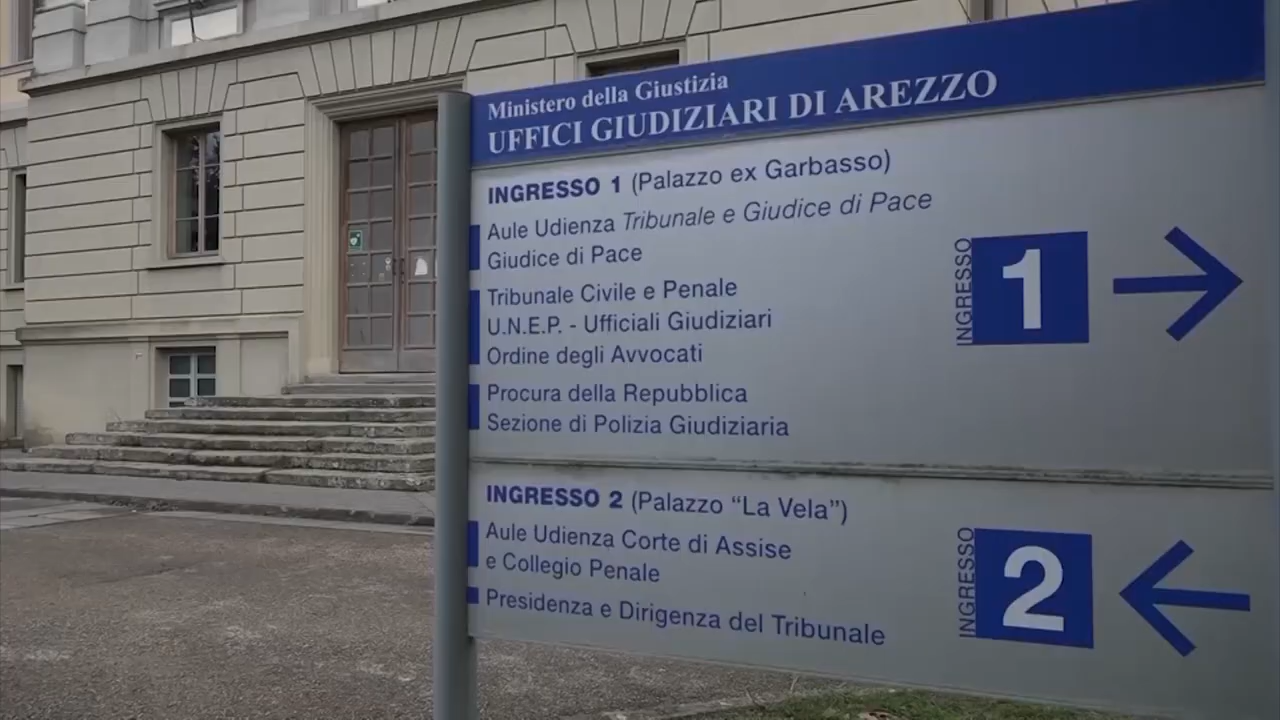 Ministero della Giustizia
UFFICI GIUDIZIARI DI AREZZO
INGRESSO 1 (Palazzo ex Garbasso)
Aule Udienza Tribunale e Giudice di Pace
Giudice di Pace
Tribunale Civile e Penale
U.N.E.P. - Ufficiali Giudiziari
Ordine degli Avvocati
Procura della Repubblica
Sezione di Polizia Giudiziaria
INGRESSO
1
INGRESSO 2 (Palazzo “La Vela”)
Aule Udienza Corte di Assise
e Collegio Penale
Presidenza e Dirigenza del Tribunale
INGRESSO
2